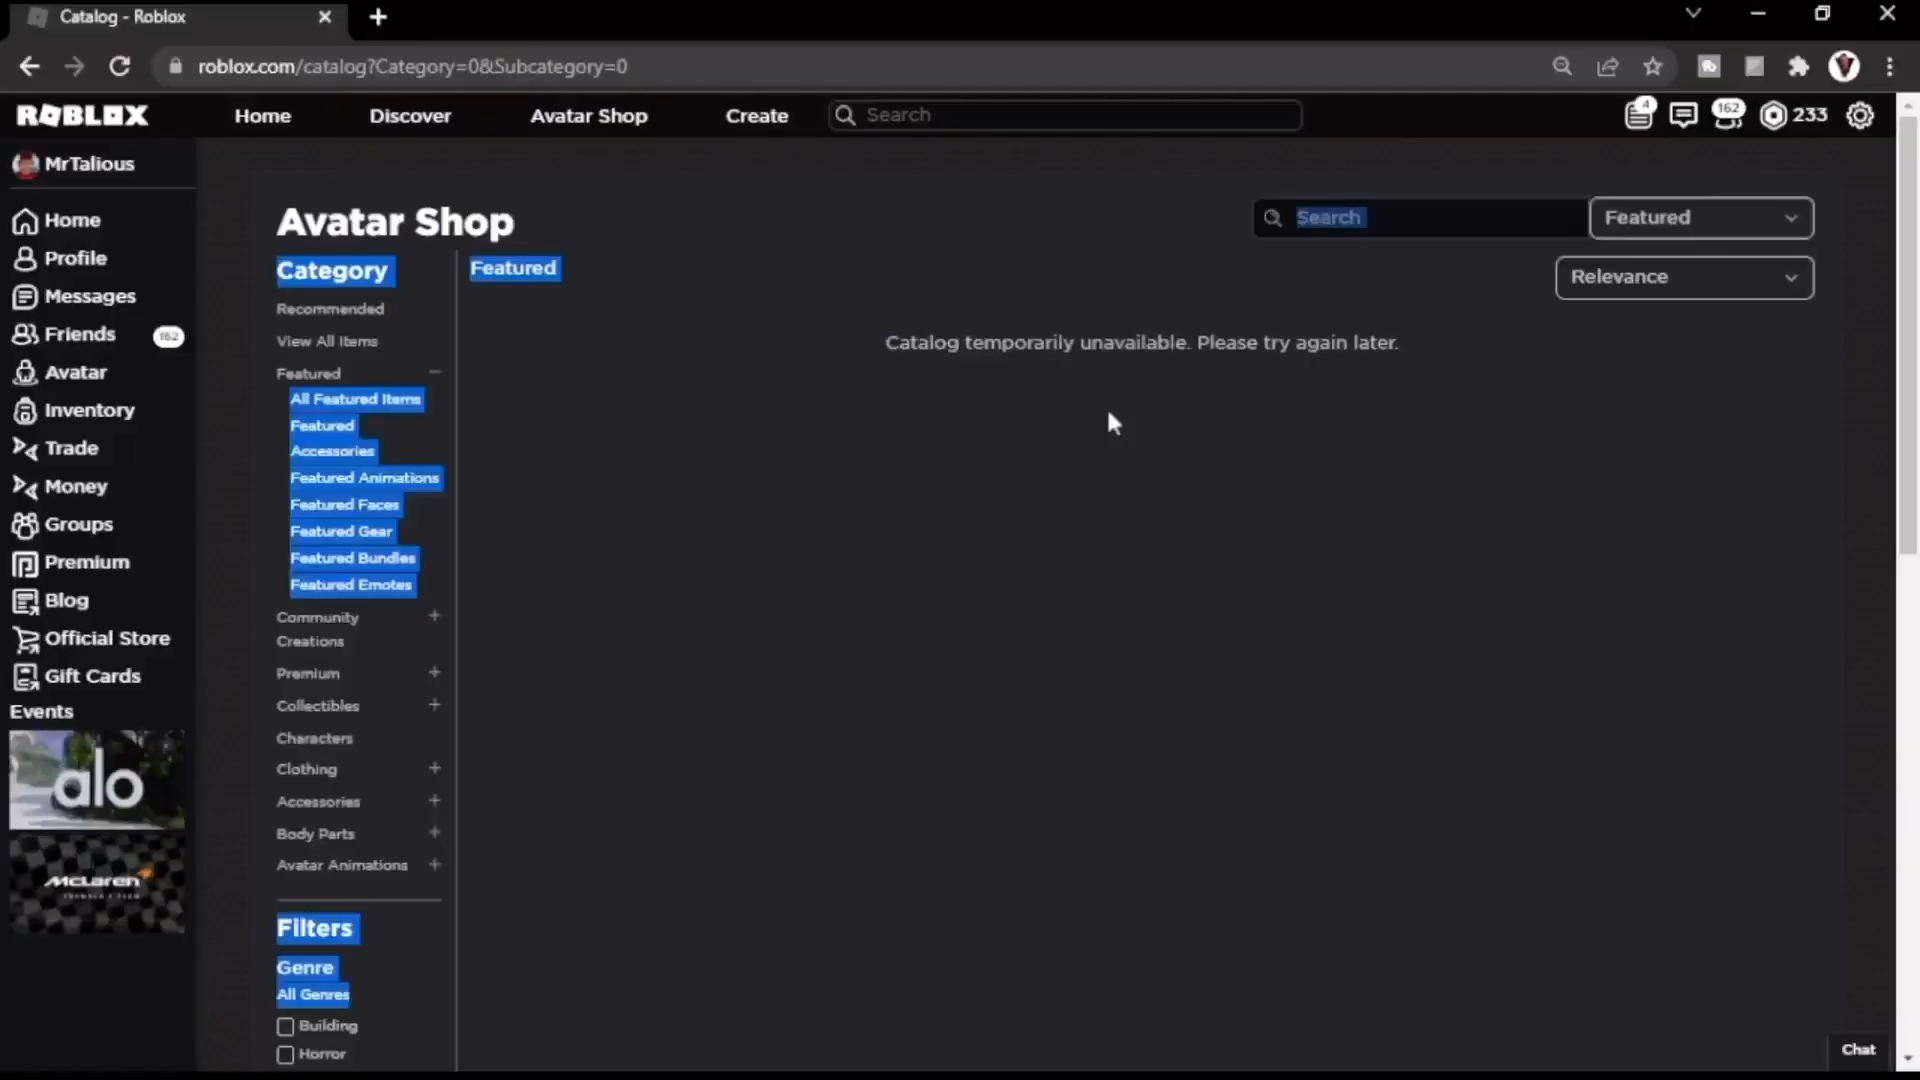 Catalog - Roblox
roblox.com/catalog?Category=0&Subcategory=0
ROBLOX
Home
Discover
Avatar Shop
Create
Search
4
162
233
MrTalious
Home
Profile
Messages
Friends
162
Avatar
Inventory
Trade
Money
Groups
Premium
Blog
Official Store
Gift Cards
Events
alo
McLaren
Avatar Shop
Search
Featured
Category
Featured
Relevance
Recommended
View All Items
Featured
All Featured Items
Featured
Accessories
Featured Animations
Featured Faces
Featured Gear
Featured Bundles
Featured Emotes
Community
Creations
Premium
Collectibles
Characters
Clothing
Accessories
Body Parts
Avatar Animations
Filters
Genre
All Genres
Building
Horror
Catalog temporarily unavailable. Please try again later.
Chat